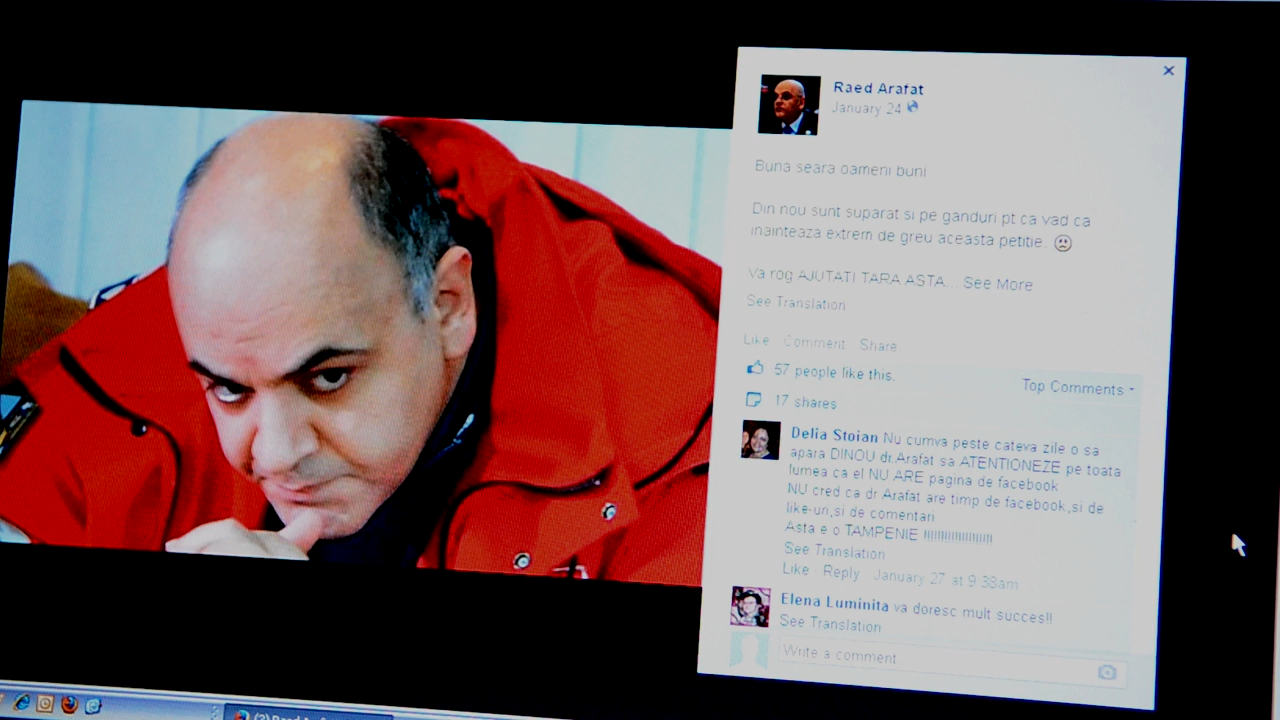 Raed Arafat
January 24
Buna seara oameni buni
Din nou sunt suparat si pe ganduri pt ca vad ca
inainteaza extrem de greu aceasta petitie.
Va rog AJUTATI TARA ASTA... See More
See Translation
Like Comment Share
57 people like this.
Top Comments
17 shares
Delia Stoian Nu cumva peste cateva zile o sa
apara DINOU dr.Arafat sa ATENTIONEZE pe toata
lumea ca el NU ARE pagina de facebook
NU cred ca dr Arafat are timp de facebook,si de
like-uri,si de comentarii
Asta e o TAMPENIE !!!!!!!!!!!!!!!!!!!!
See Translation
Like Reply January 27 at 9:38am
Elena Luminita va doresc mult succes!!
See Translation
Write a comment